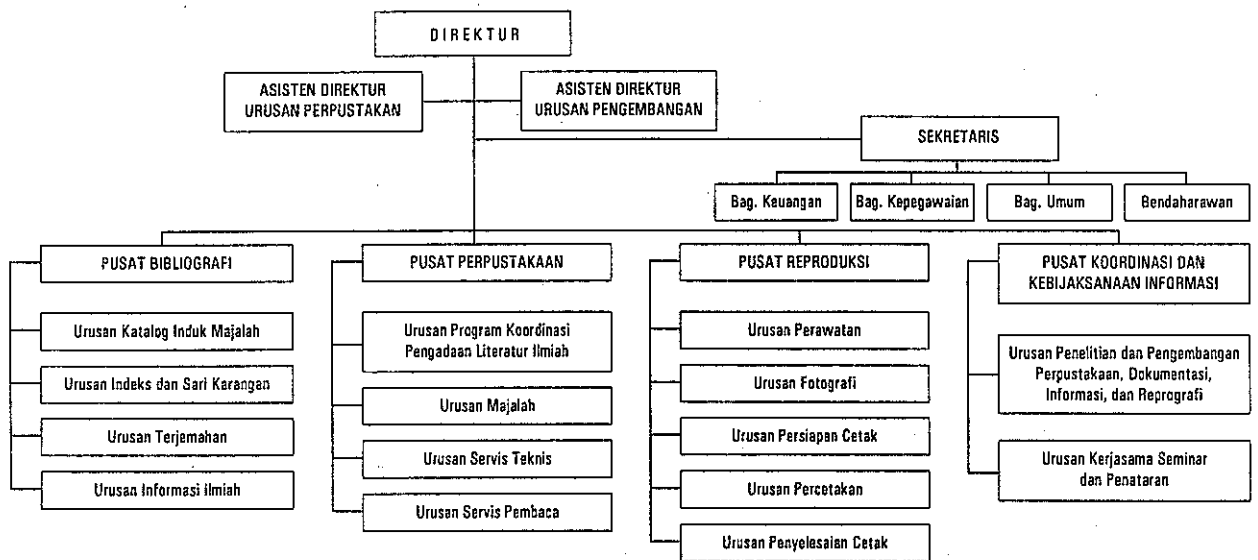 DIREKTUR
ASISTEN DIREKTUR
URUSAN PERPUSTAKAN
ASISTEN DIREKTUR
URUSAN PENGEMBANGAN
SEKRETARIS
Bag. Keuangan
Bag. Kepegawaian
Bag. Umum
Bendaharawan
PUSAT BIBLIOGRAFI
Urusan Katalog Induk Majalah
Urusan Indeks dan Sari Karangan
Urusan Terjemahan
Urusan Informasi Ilmiah
PUSAT PERPUSTAKAAN
Urusan Program Koordinasi
Pengadaan Literatur Ilmiah
Urusan Majalah
Urusan Servis Teknis
Urusan Servis Pembaca
PUSAT REPRODUKSI
Urusan Perawatan
Urusan Fotografi
Urusan Persiapan Cetak
Urusan Percetakan
Urusan Penyelesaian Cetak
PUSAT KOORDINASI DAN
KEBIJAKSANAAN INFORMASI
Urusan Penelitian dan Pengembangan
Perpustakaan, Dokumentasi,
Informasi, dan Reprografi
Urusan Kerjasama Seminar
dan Penataran